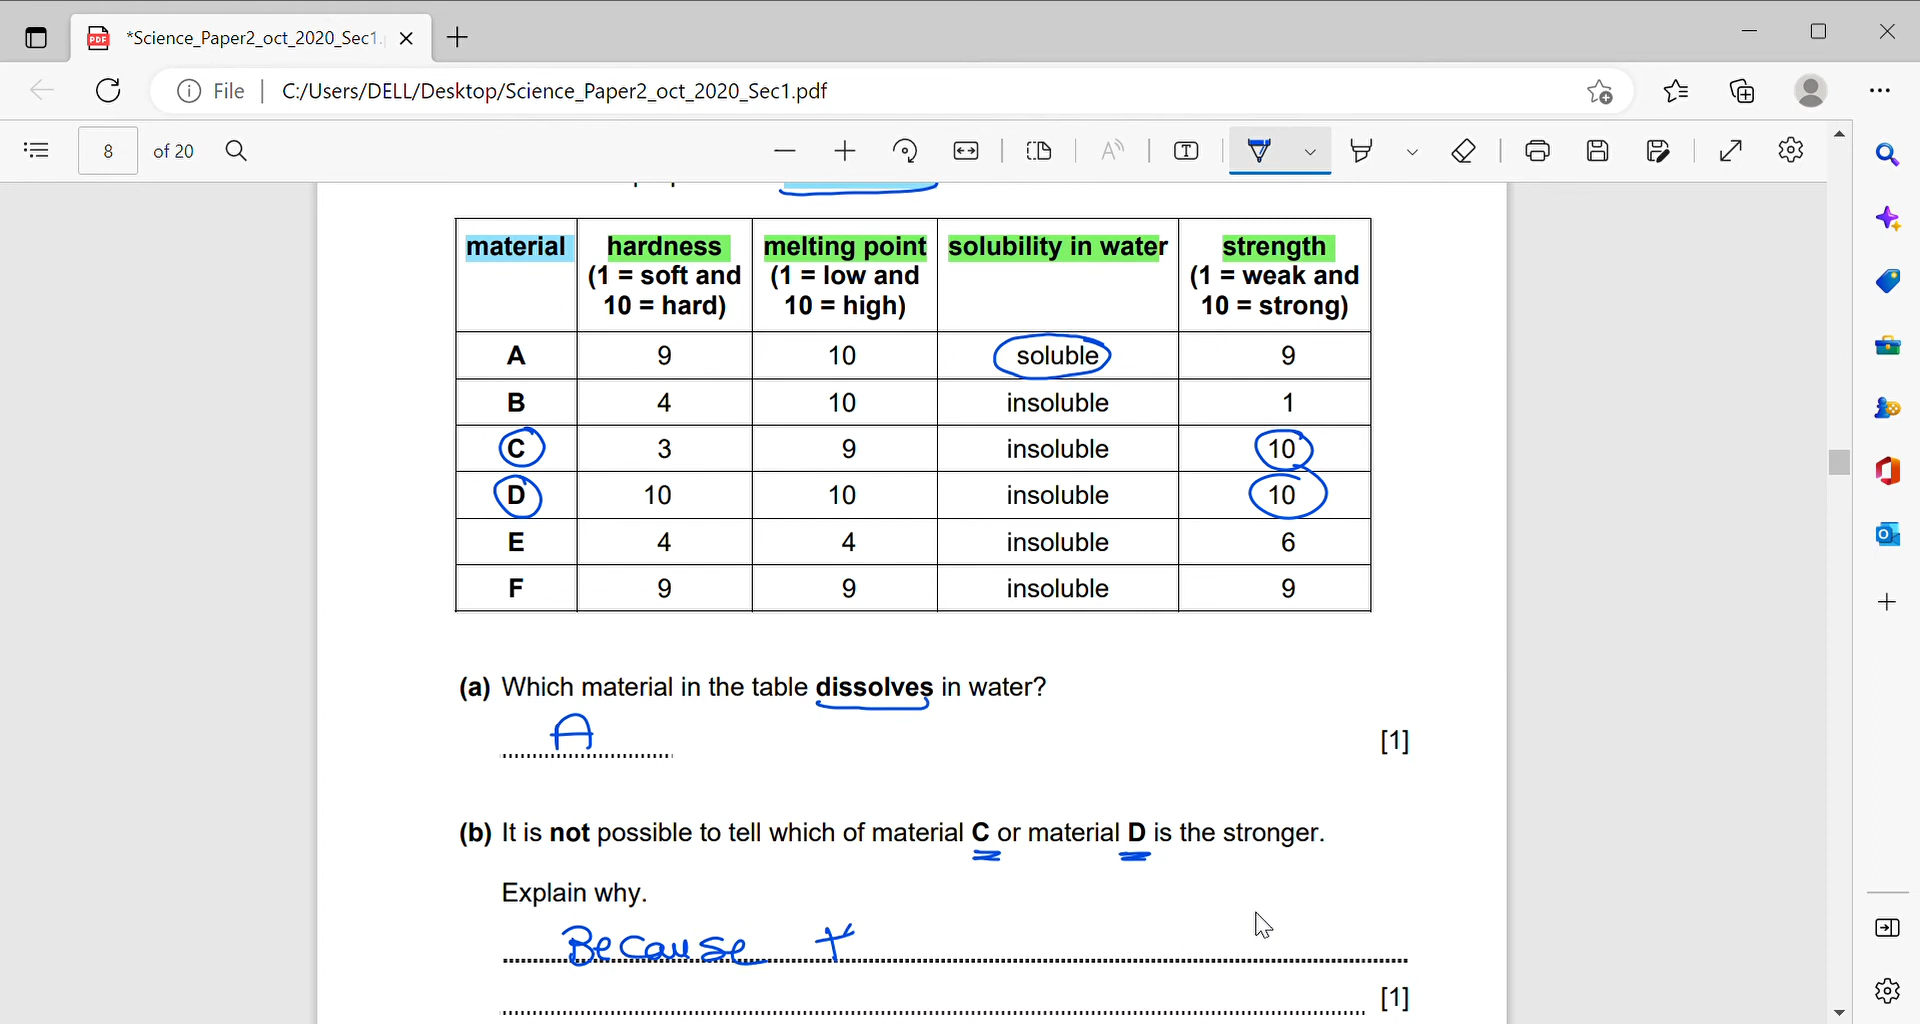 *Science_Paper2_oct_2020_Sec1.
File
C:/Users/DELL/Desktop/Science_Paper2_oct_2020_Sec1.pdf
8 of 20
material hardness (1 = soft and 10 = hard) melting point (1 = low and 10 = high) solubility in water strength (1 = weak and 10 = strong)
A 9 10 soluble 9
B 4 10 insoluble 1
C 3 9 insoluble 10
D 10 10 insoluble 10
E 4 4 insoluble 6
F 9 9 insoluble 9
(a) Which material in the table dissolves in water?
A
[1]
(b) It is not possible to tell which of material C or material D is the stronger.
Explain why.
Because
[1]